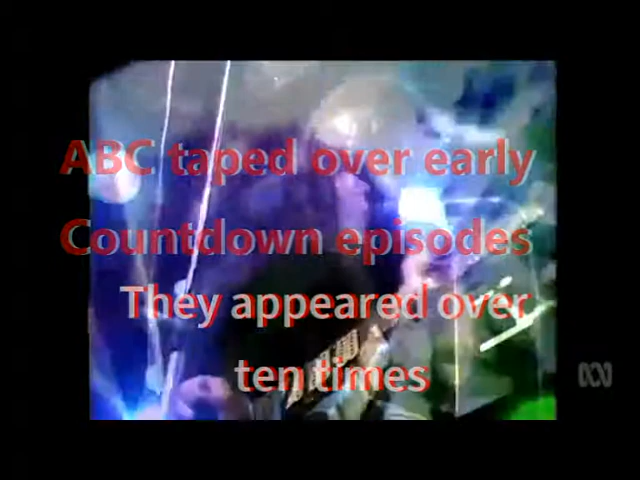 ABC taped over early
Countdown episodes
They appeared over
ten times